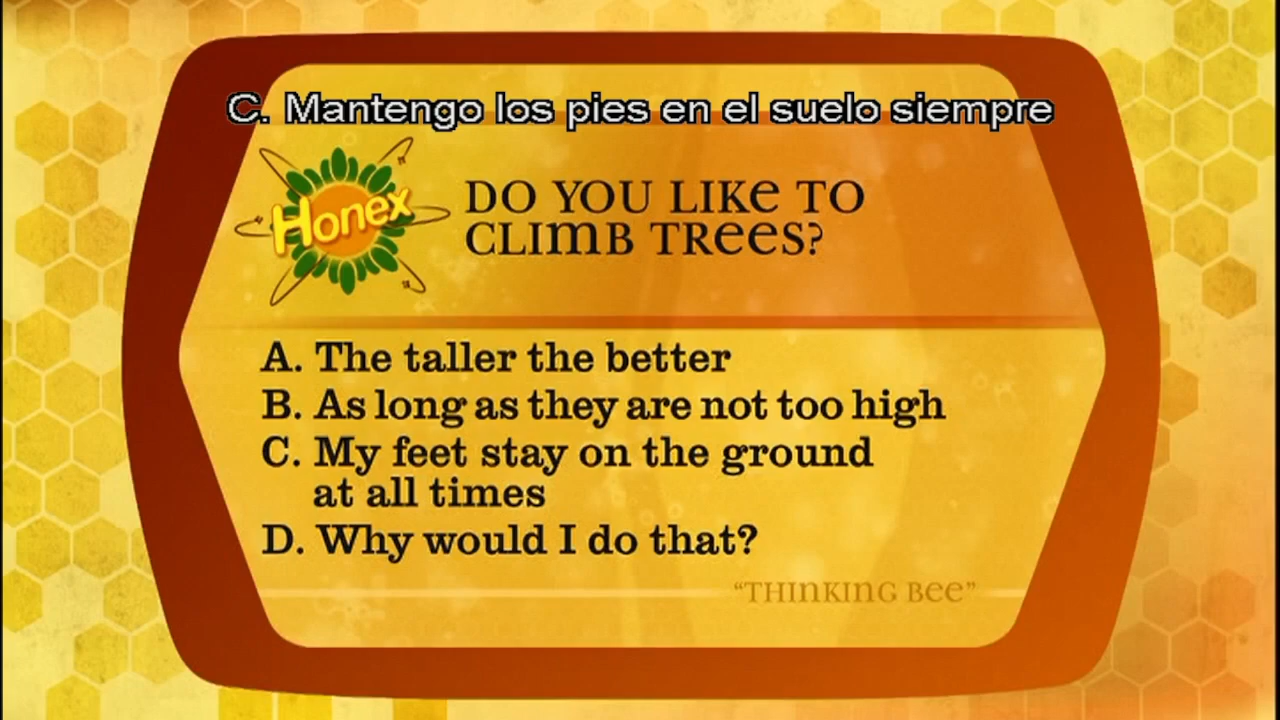 C. Mantengo los pies en el suelo siempre
Honex
DO YOU LIKE TO
CLIMB TREES?
A. The taller the better
B. As long as they are not too high
C. My feet stay on the ground
at all times
D. Why would I do that?
“THINKING BEE”